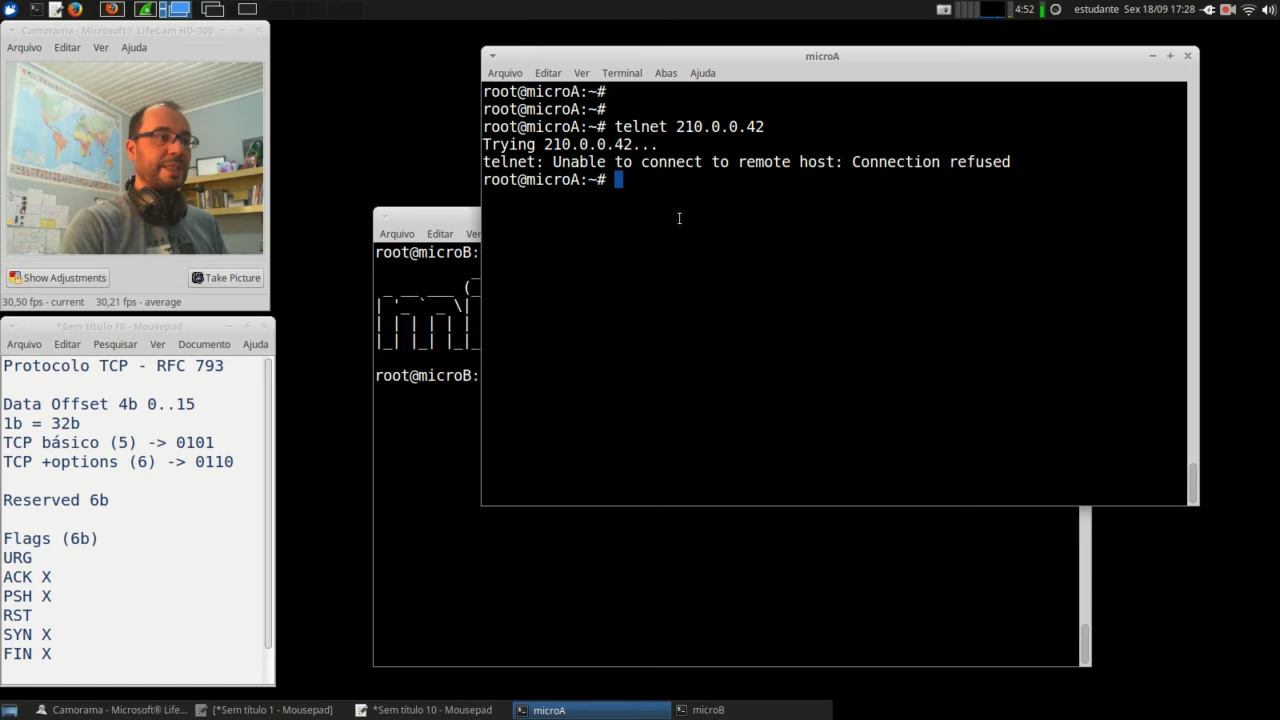 4:52 estudante Sex 18/09 17:28
Camorama - Microsoft® LifeCam HD-300
Arquivo Editar Ver Ajuda
Show Adjustments Take Picture
30,50 fps - current 30,21 fps - average
*Sem título 10 - Mousepad
Arquivo Editar Pesquisar Ver Documento Ajuda
Protocolo TCP - RFC 793
Data Offset 4b 0..15
1b = 32b
TCP básico (5) -> 0101
TCP +options (6) -> 0110
Reserved 6b
Flags (6b)
URG
ACK X
PSH X
RST
SYN X
FIN X
microA
Arquivo Editar Ver Terminal Abas Ajuda
root@microA:~#
root@microA:~#
root@microA:~# telnet 210.0.0.42
Trying 210.0.0.42...
telnet: Unable to connect to remote host: Connection refused
root@microA:~#
Arquivo Editar Ver
root@microB:
root@microB:
Camorama - Microsoft® Life... [*Sem título 1 - Mousepad] *Sem título 10 - Mousepad microA microB